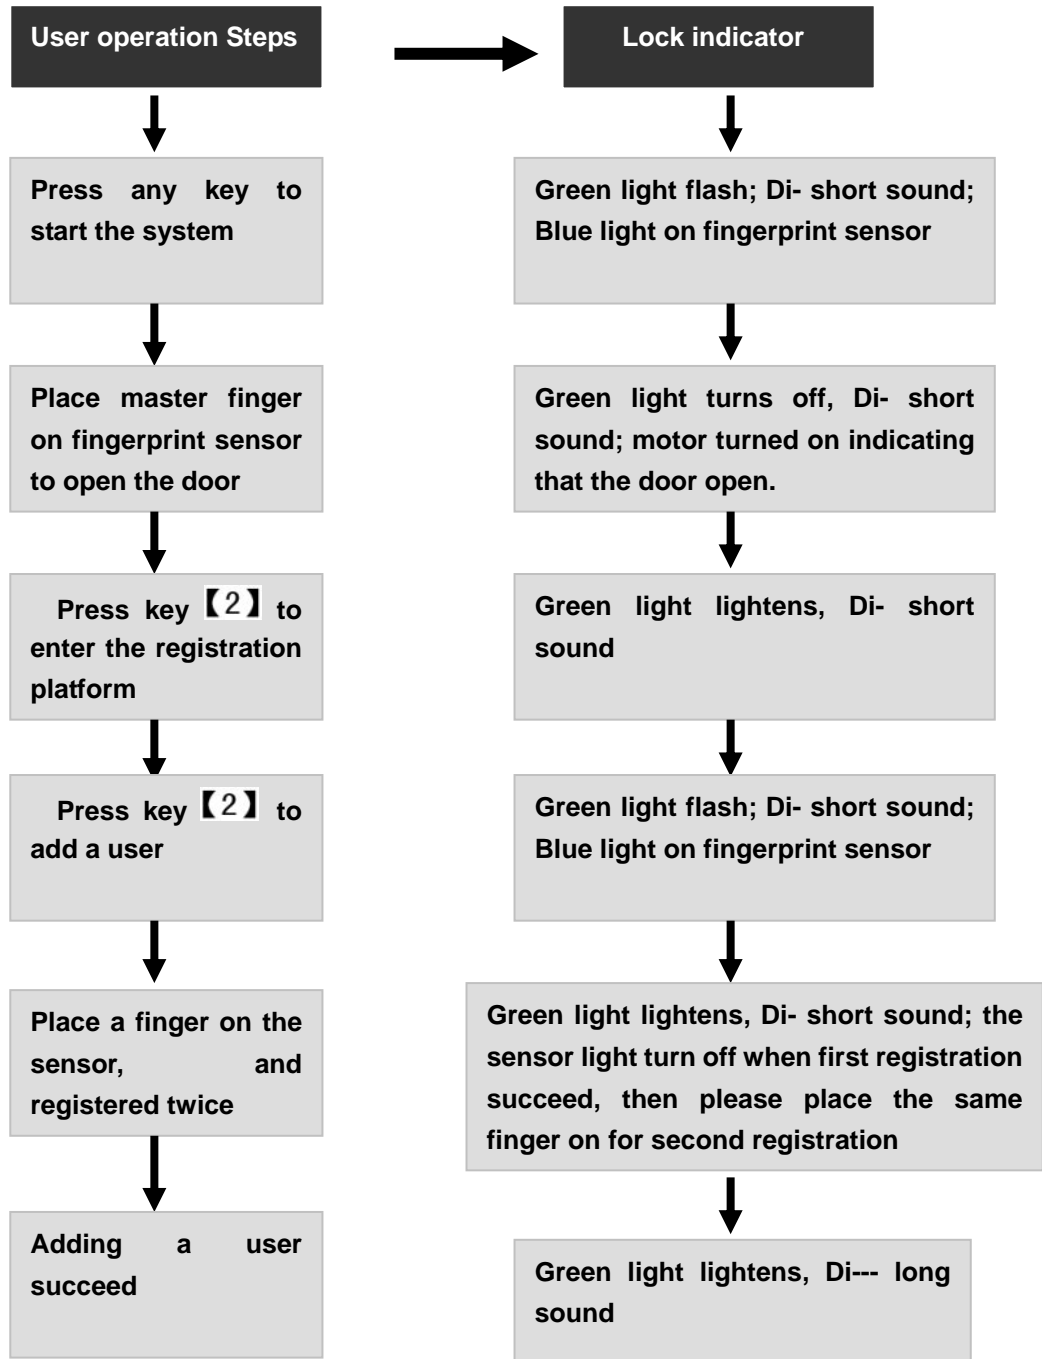 User operation Steps
Lock indicator
Press any key to
start the system
Green light flash; Di- short sound;
Blue light on fingerprint sensor
Place master finger
on fingerprint sensor
to open the door
Green light turns off, Di- short
sound; motor turned on indicating
that the door open.
Press key 【2】 to
enter the registration
platform
Green light lightens, Di- short
sound
Press key 【2】 to
add a user
Green light flash; Di- short sound;
Blue light on fingerprint sensor
Place a finger on the
sensor, and
registered twice
Green light lightens, Di- short sound; the
sensor light turn off when first registration
succeed, then please place the same
finger on for second registration
Adding a user
succeed
Green light lightens, Di--- long
sound